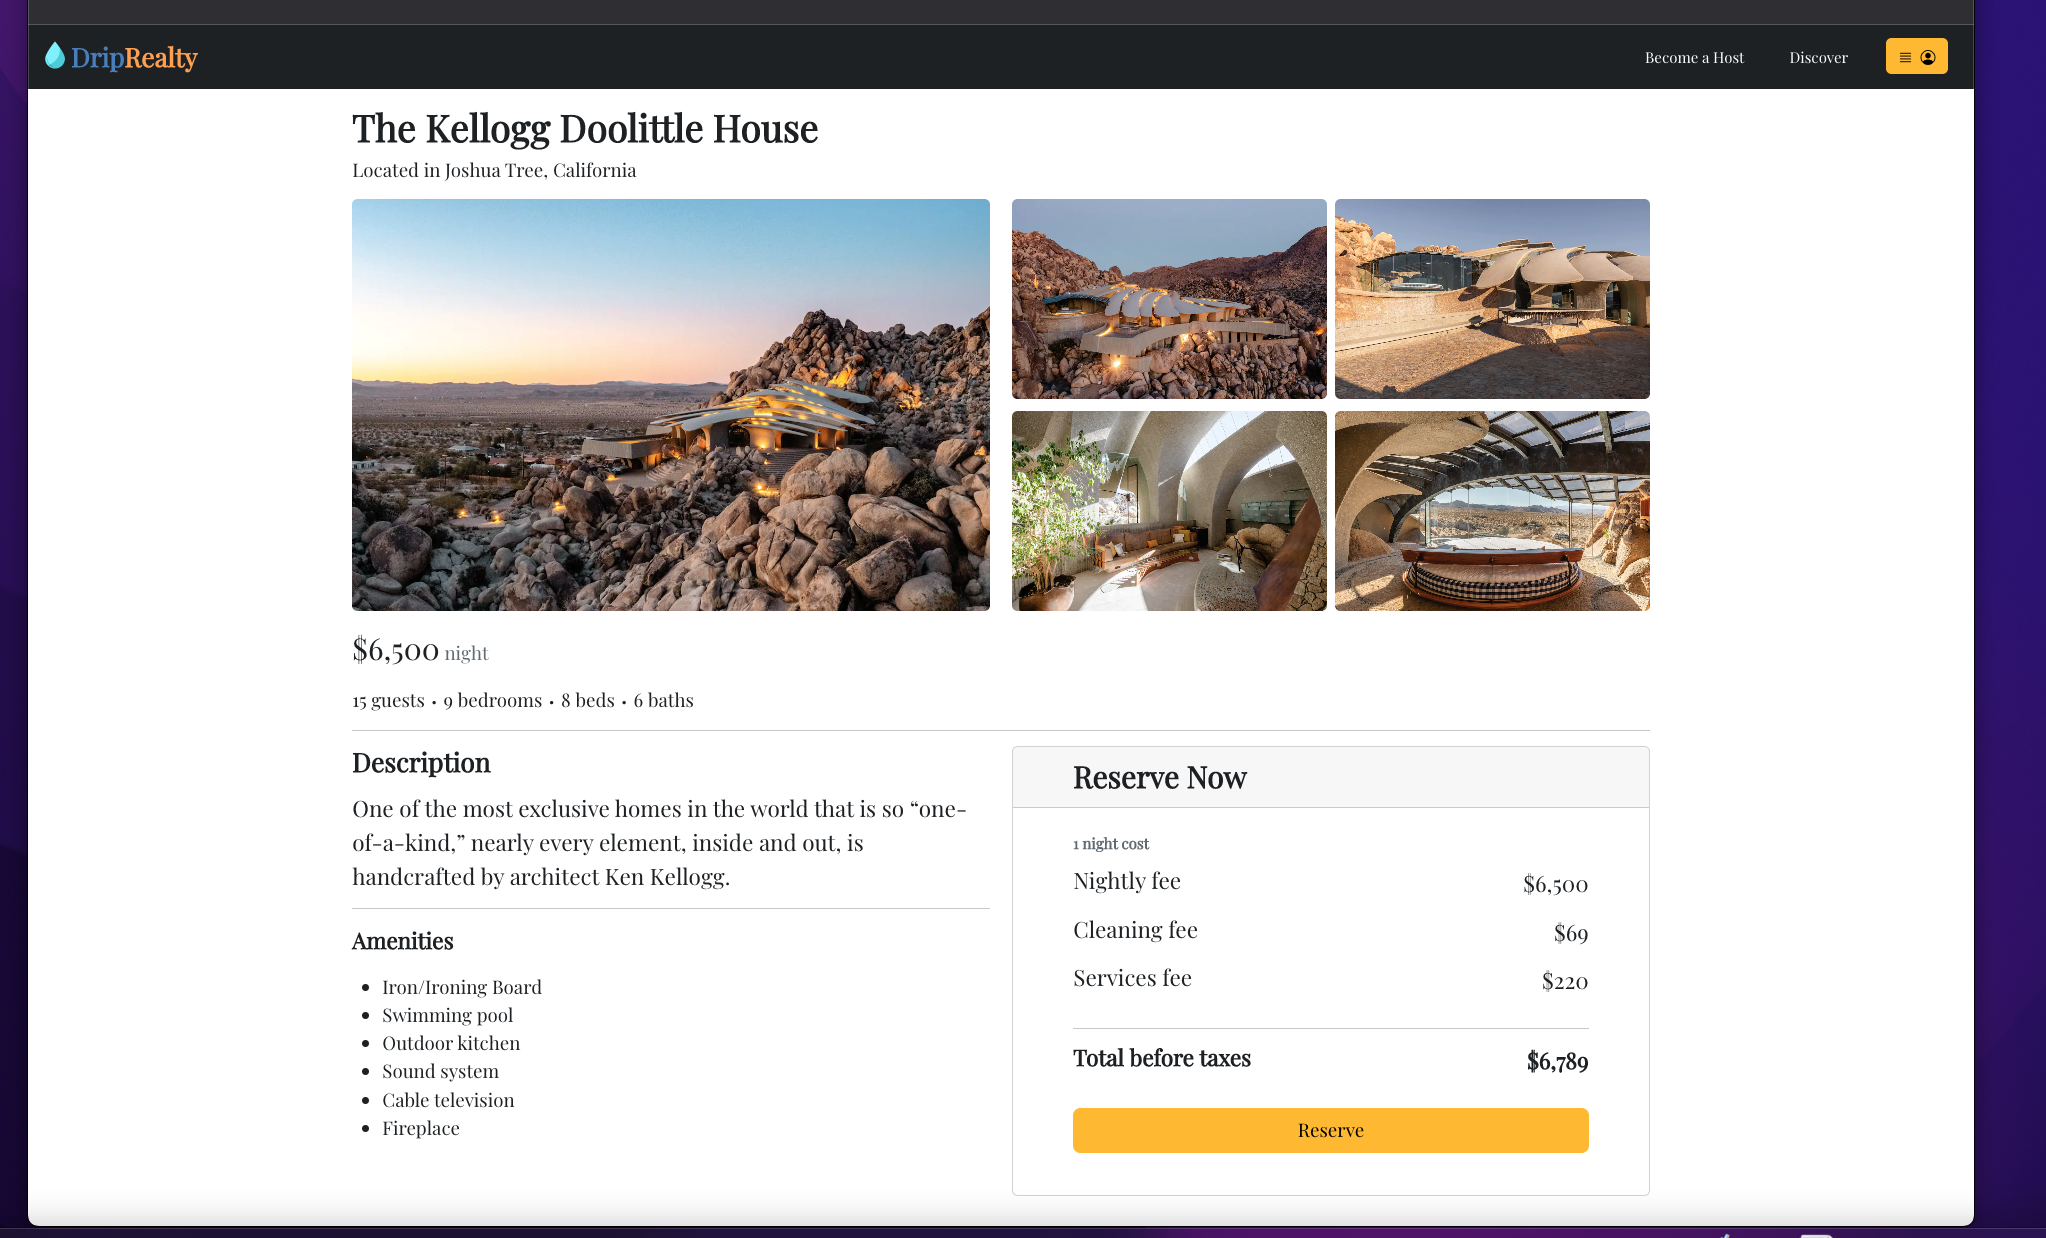 DripRealty
Become a Host
Discover
The Kellogg Doolittle House
Located in Joshua Tree, California
$6,500 night
15 guests • 9 bedrooms • 8 beds • 6 baths
Description
One of the most exclusive homes in the world that is so “one-
of-a-kind,” nearly every element, inside and out, is
handcrafted by architect Ken Kellogg.
Amenities
• Iron/Ironing Board
• Swimming pool
• Outdoor kitchen
• Sound system
• Cable television
• Fireplace
Reserve Now
1 night cost
Nightly fee $6,500
Cleaning fee $69
Services fee $220
Total before taxes $6,789
Reserve